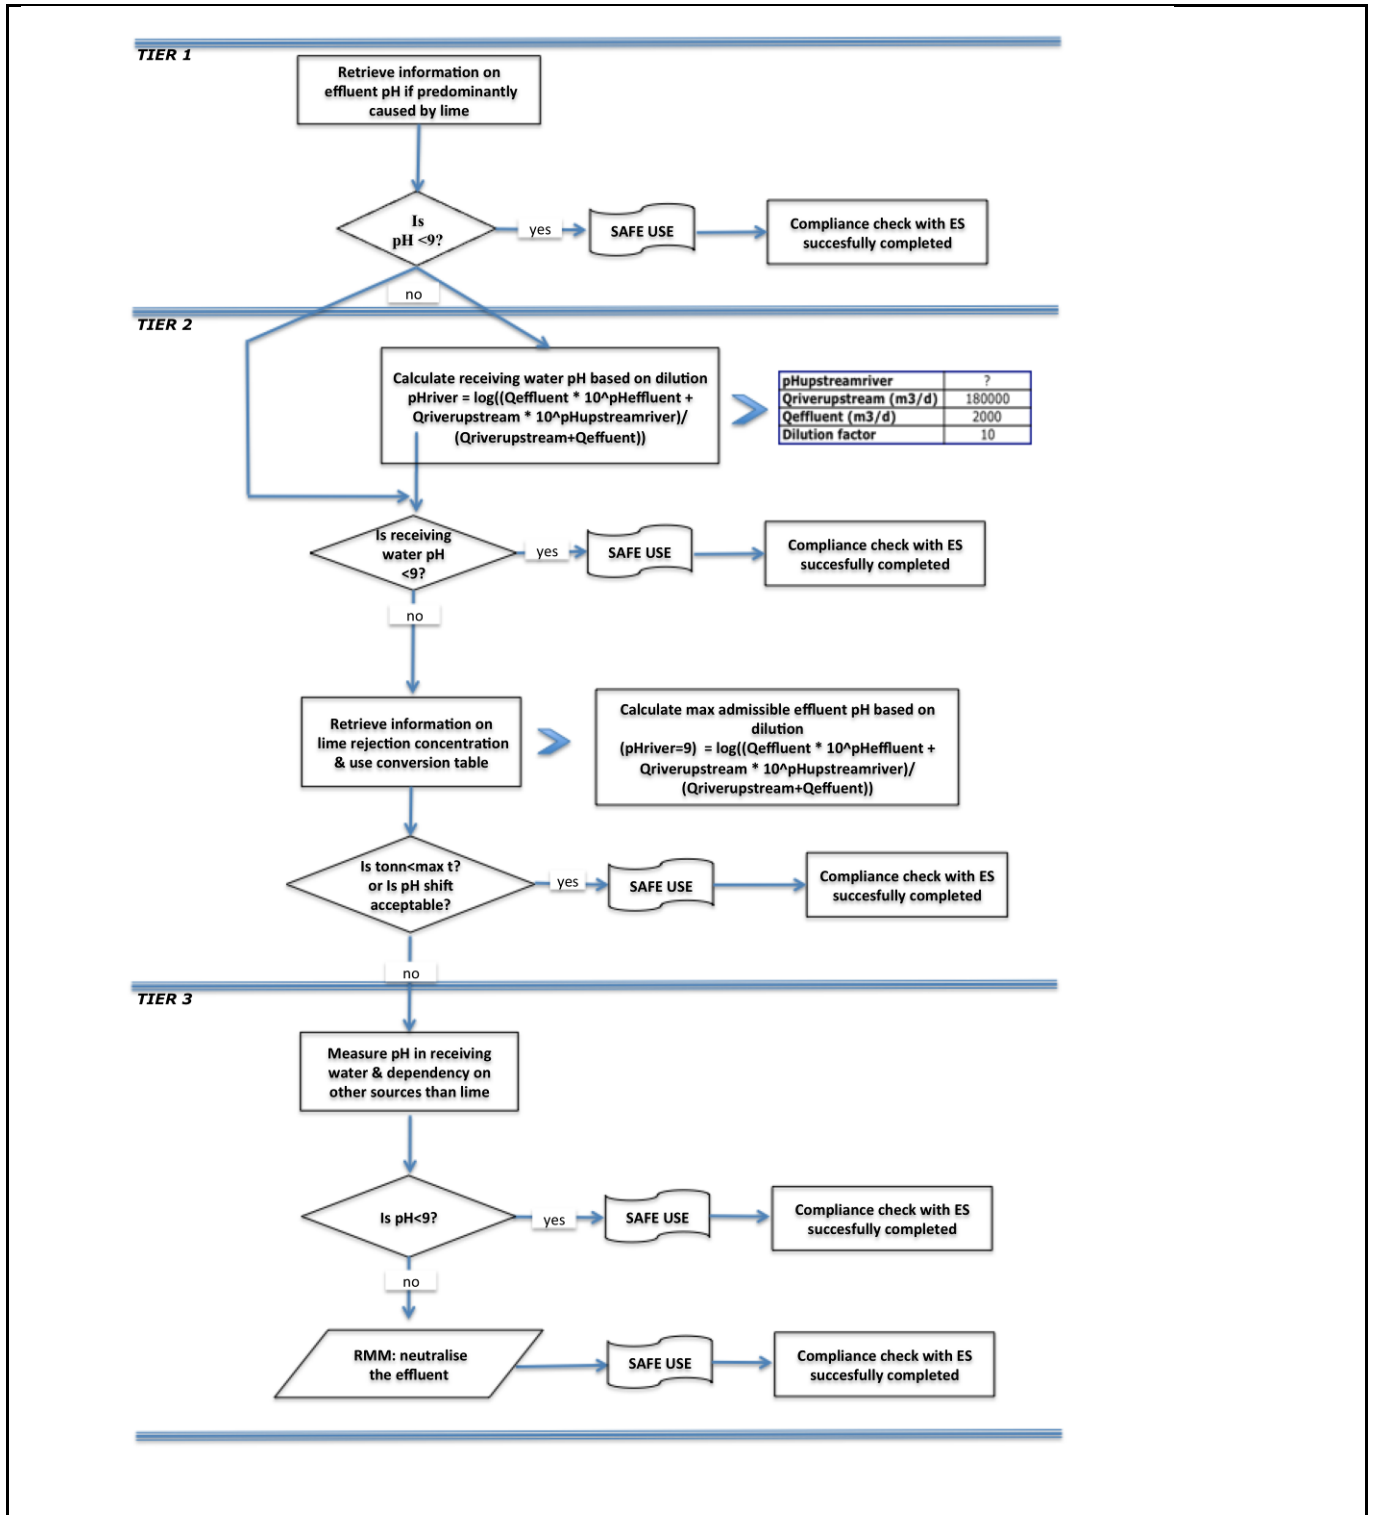 TIER 1
Retrieve information on
effluent pH if predominantly
caused by lime
Is
pH <9?
yes
SAFE USE
Compliance check with ES
succesfully completed
no
TIER 2
Calculate receiving water pH based on dilution
pHriver = log((Qeffluent * 10^pHeffluent +
Qriverupstream * 10^pHupstreamriver)/
(Qriverupstream+Qeffuent))
pHupstreamriver ?
Qriverupstream (m3/d) 180000
Qeffluent (m3/d) 2000
Dilution factor 10
Is receiving
water pH
<9?
yes
SAFE USE
Compliance check with ES
succesfully completed
no
Retrieve information on
lime rejection concentration
& use conversion table
Calculate max admissible effluent pH based on
dilution
(pHriver=9) = log((Qeffluent * 10^pHeffluent +
Qriverupstream * 10^pHupstreamriver)/
(Qriverupstream+Qeffuent))
Is tonn<max t?
or Is pH shift
acceptable?
yes
SAFE USE
Compliance check with ES
succesfully completed
no
TIER 3
Measure pH in receiving
water & dependency on
other sources than lime
Is pH<9?
yes
SAFE USE
Compliance check with ES
succesfully completed
no
RMM: neutralise
the effluent
SAFE USE
Compliance check with ES
succesfully completed